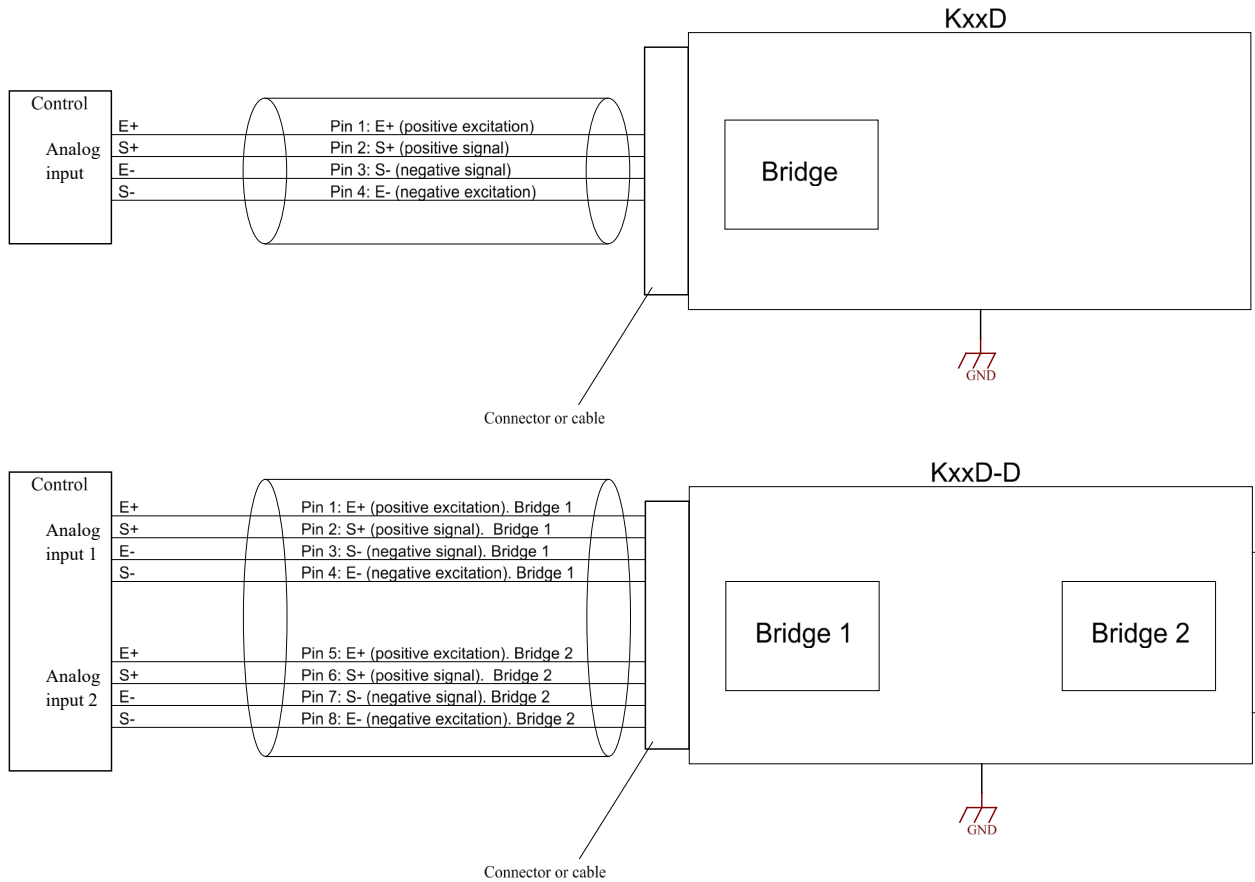 KxxD
Control
Analog
input
E+
S+
E-
S-
Pin 1: E+ (positive excitation)
Pin 2: S+ (positive signal)
Pin 3: S- (negative signal)
Pin 4: E- (negative excitation)
Bridge
GND
Connector or cable
KxxD-D
Control
Analog
input 1
E+
S+
E-
S-
Pin 1: E+ (positive excitation). Bridge 1
Pin 2: S+ (positive signal).  Bridge 1
Pin 3: S- (negative signal). Bridge 1
Pin 4: E- (negative excitation). Bridge 1
Analog
input 2
E+
S+
E-
S-
Pin 5: E+ (positive excitation). Bridge 2
Pin 6: S+ (positive signal).  Bridge 2
Pin 7: S- (negative signal). Bridge 2
Pin 8: E- (negative excitation). Bridge 2
Bridge 1
Bridge 2
GND
Connector or cable